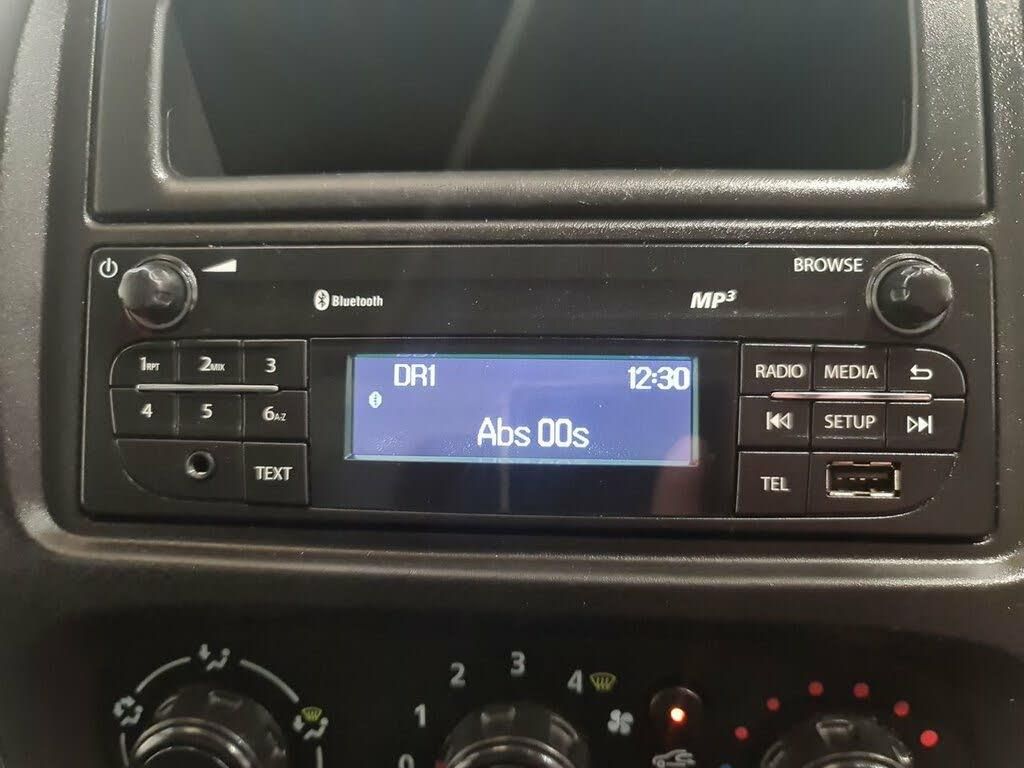 BROWSE
Bluetooth
MP3
1RPT 2MIX 3
RADIO MEDIA
DR1 12:30
4 5 6A-Z
SETUP
Abs 00s
TEXT
TEL
0 1 2 3 4